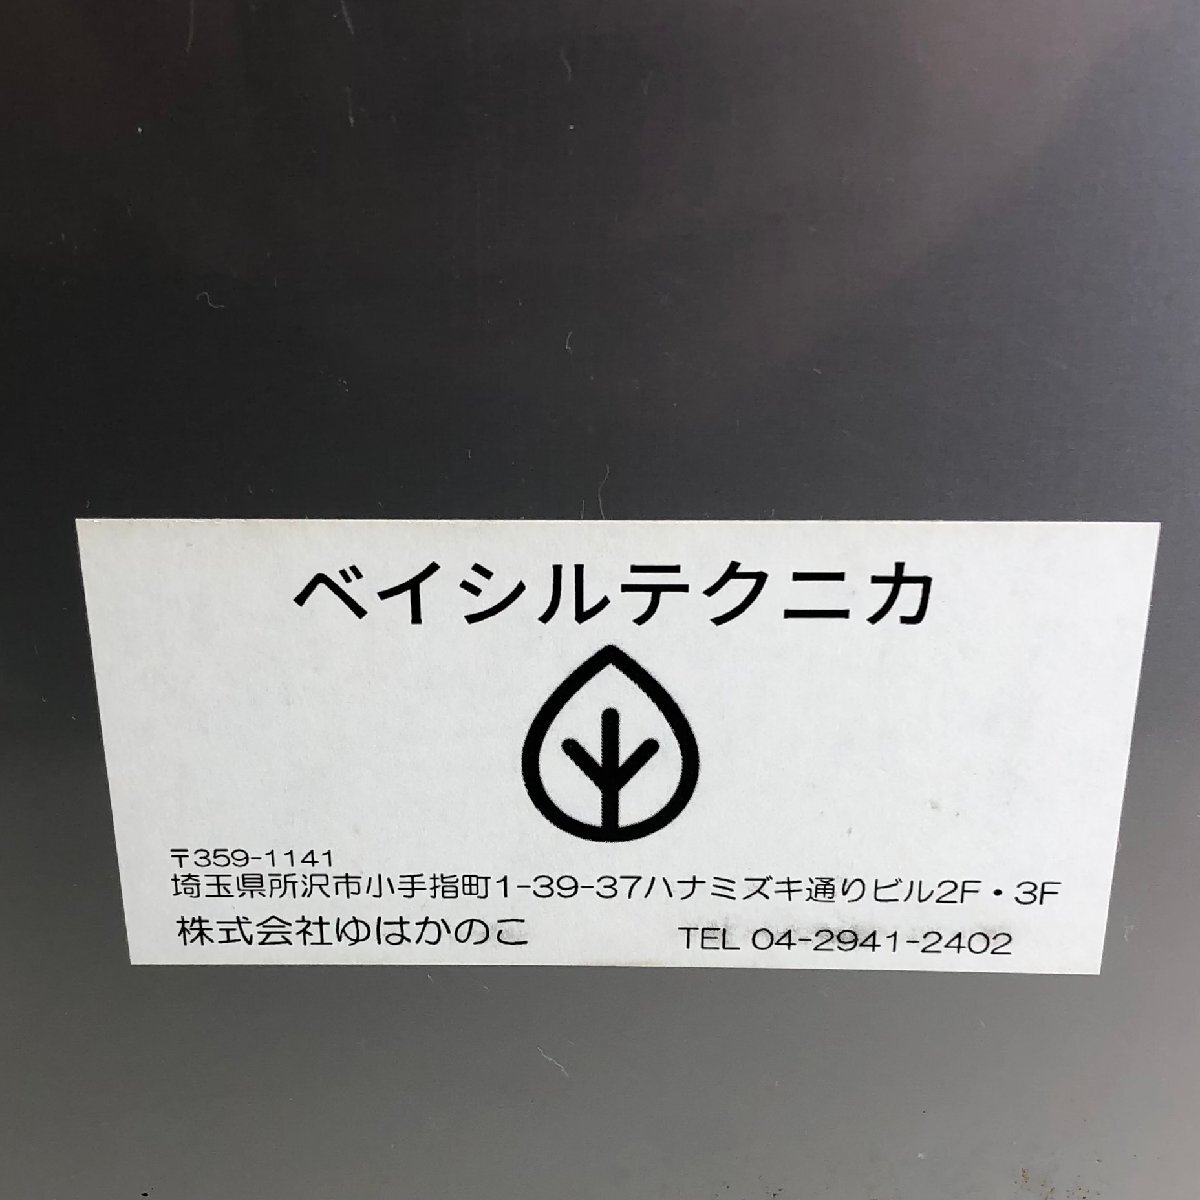 ベイシルテクニカ
〒359-1141
埼玉県所沢市小手指町1-39-37ハナミズキ通りビル2F・3F
株式会社ゆはかのこ TEL 04-2941-2402